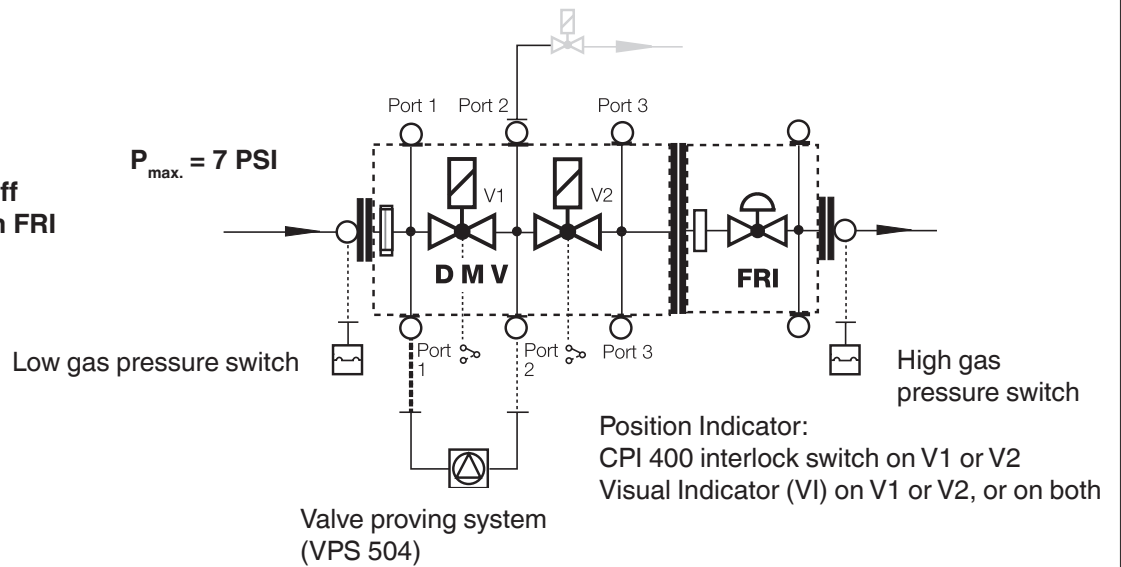 Port 1
Port 2
Port 3
P max. = 7 PSI
ff
FRI
V1
V2
D M V
FRI
Low gas pressure switch
Port 1
Port 2
Port 3
High gas
pressure switch
Position Indicator:
CPI 400 interlock switch on V1 or V2
Visual Indicator (VI) on V1 or V2, or on both
Valve proving system
(VPS 504)